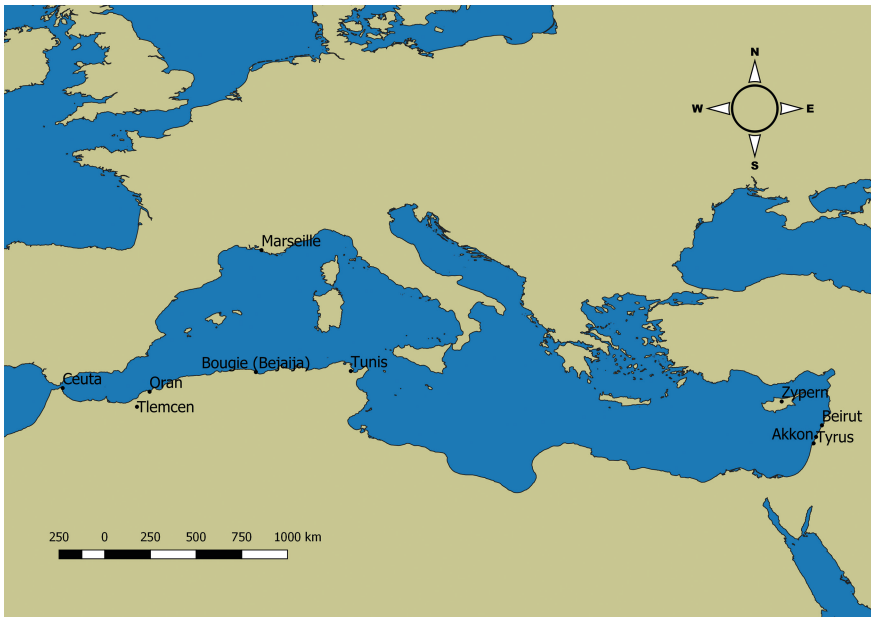 N
W E
S
Marseille
Bougie (Bejaija)
Tunis
Ceuta
Oran
Tlemcen
Zypern
Beirut
Akkon
Tyrus
250 0 250 500 750 1000 km